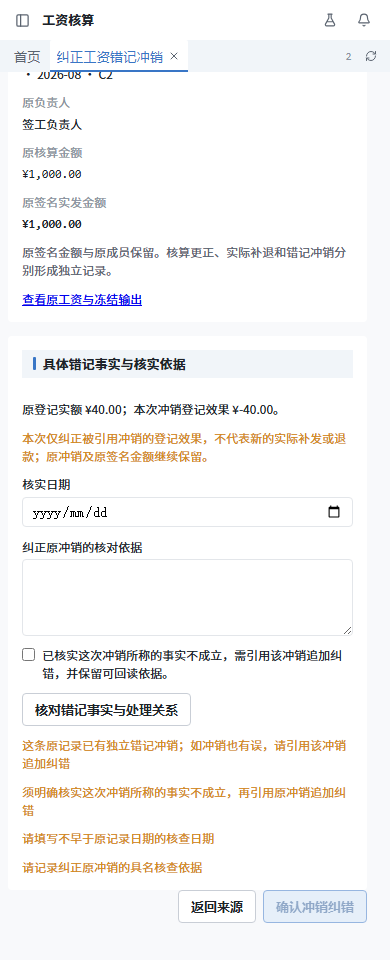 工资核算
首页
纠正工资错记冲销
2
· 2026-08 · C2
原负责人
签工负责人
原核算金额
¥1,000.00
原签名实发金额
¥1,000.00
原签名金额与原成员保留。核算更正、实际补退和错记冲销分
别形成独立记录。
查看原工资与冻结输出
具体错记事实与核实依据
原登记实额 ¥40.00；本次冲销登记效果 ¥-40.00。
本次仅纠正被引用冲销的登记效果，不代表新的实际补发或退
款；原冲销及原签名金额继续保留。
核实日期
yyyy/mm/dd
纠正原冲销的核对依据
已核实这次冲销所称的事实不成立，需引用该冲销追加纠
错，并保留可回读依据。
核对错记事实与处理关系
这条原记录已有独立错记冲销；如冲销也有误，请引用该冲销
追加纠错
须明确核实这次冲销所称的事实不成立，再引用原冲销追加纠
错
请填写不早于原记录日期的核查日期
请记录纠正原冲销的具名核查依据
返回来源
确认冲销纠错